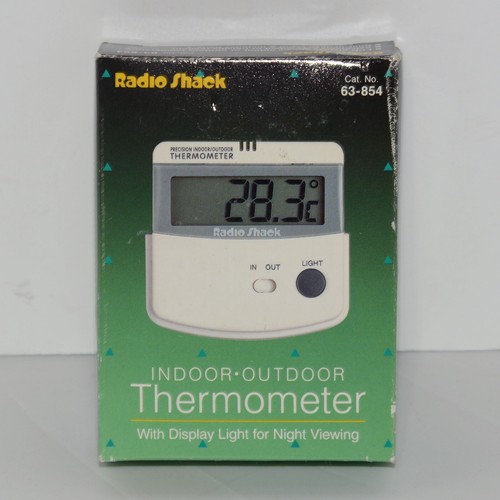 Radio Shack
Cat. No.
63-854
PRECISION INDOOR/OUTDOOR
THERMOMETER
28.3°C
Radio Shack
IN OUT
LIGHT
INDOOR•OUTDOOR
Thermometer
With Display Light for Night Viewing